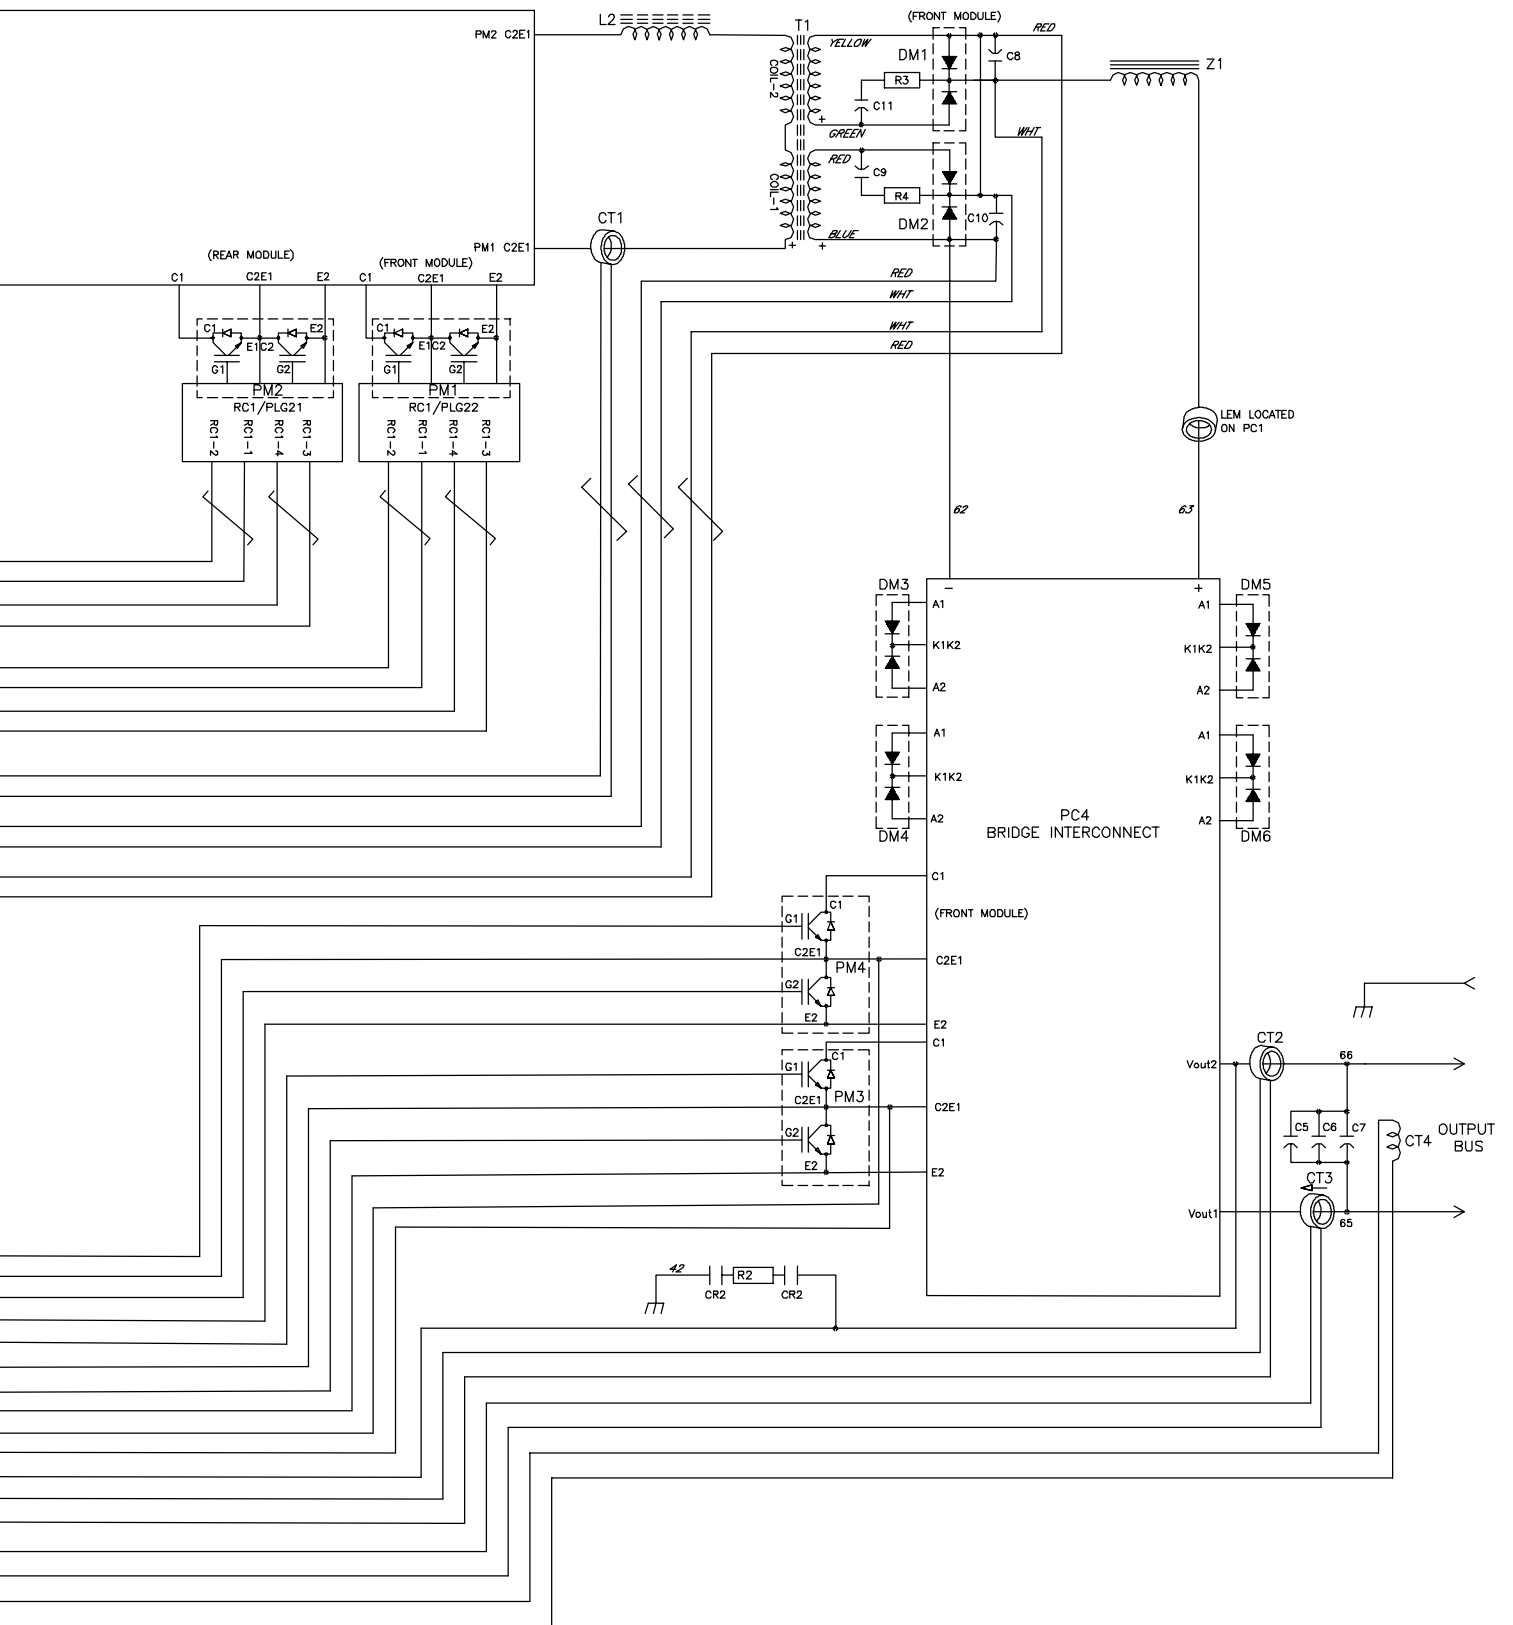 (FRONT MODULE)
L2
T1
RED
PM2 C2E1
YELLOW
DM1
C8
Z1
COIL-2
R3
C11
+
GREEN
WHT
RED
C9
COIL-1
R4
CT1
DM2
C10
BLUE
PM1 C2E1
+
+
(REAR MODULE)
(FRONT MODULE)
C1
C2E1
E2
C1
C2E1
E2
RED
WHT
WHT
RED
C1
E2
E1C2
G1
G2
C1
E2
E1C2
G1
G2
PM2
PM1
RC1/PLG21
RC1/PLG22
RC1-2
RC1-1
RC1-4
RC1-3
RC1-2
RC1-1
RC1-4
RC1-3
LEM LOCATED
ON PC1
62
63
DM3
−
+
DM5
A1
A1
K1K2
K1K2
A2
A2
A1
A1
K1K2
K1K2
A2
A2
DM4
DM6
PC4
BRIDGE INTERCONNECT
C1
C1
(FRONT MODULE)
G1
C2E1
C2E1
PM4
G2
E2
E2
C1
C1
G1
PM3
C2E1
C2E1
G2
E2
E2
CT2
Vout2
66
C5
C6
C7
CT4
OUTPUT
BUS
CT3
Vout1
65
42
R2
CR2
CR2